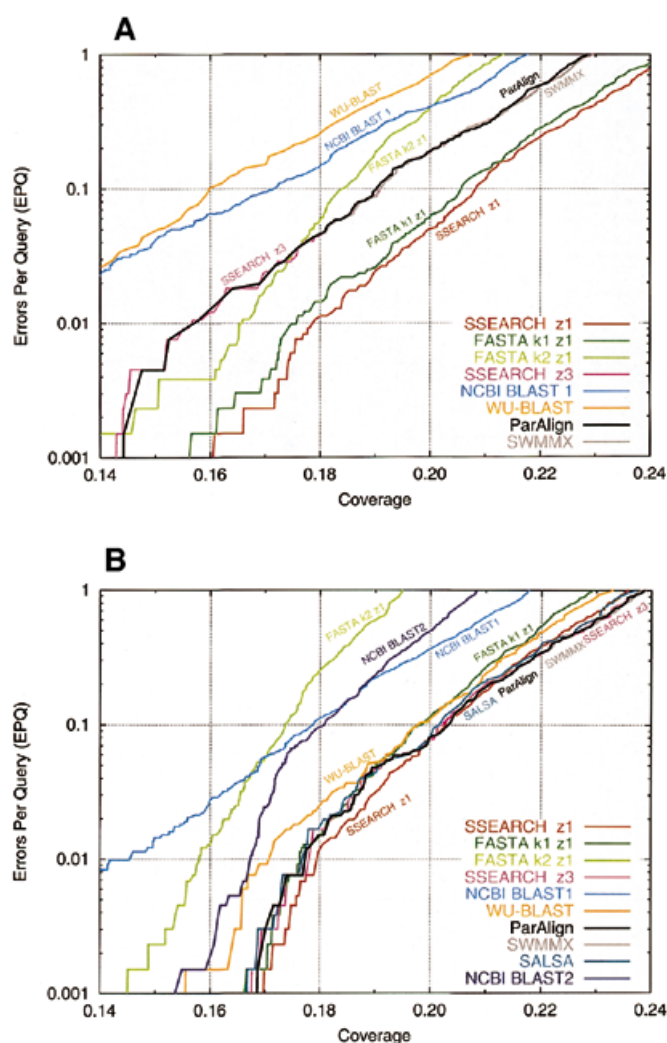 A
1
0.1
0.01
0.001
Errors Per Query (EPQ)
WU-BLAST
NCBI BLAST 1
FASTA k2 z1
ParAlign
SWMMX
SSEARCH z3
FASTA k1 z1
SSEARCH z1
SSEARCH z1
FASTA k1 z1
FASTA k2 z1
SSEARCH z3
NCBI BLAST 1
WU-BLAST
ParAlign
SWMMX
0.14 0.16 0.18 0.20 0.22 0.24
Coverage
B
1
0.1
0.01
0.001
Errors Per Query (EPQ)
FASTA k2 z1
NCBI BLAST2
NCBI BLAST1
FASTA k1 z1
SWMMX
SSEARCH z3
ParAlign
SALSA
WU-BLAST
SSEARCH z1
SSEARCH z1
FASTA k1 z1
FASTA k2 z1
SSEARCH z3
NCBI BLAST1
WU-BLAST
ParAlign
SWMMX
SALSA
NCBI BLAST2
0.14 0.16 0.18 0.20 0.22 0.24
Coverage